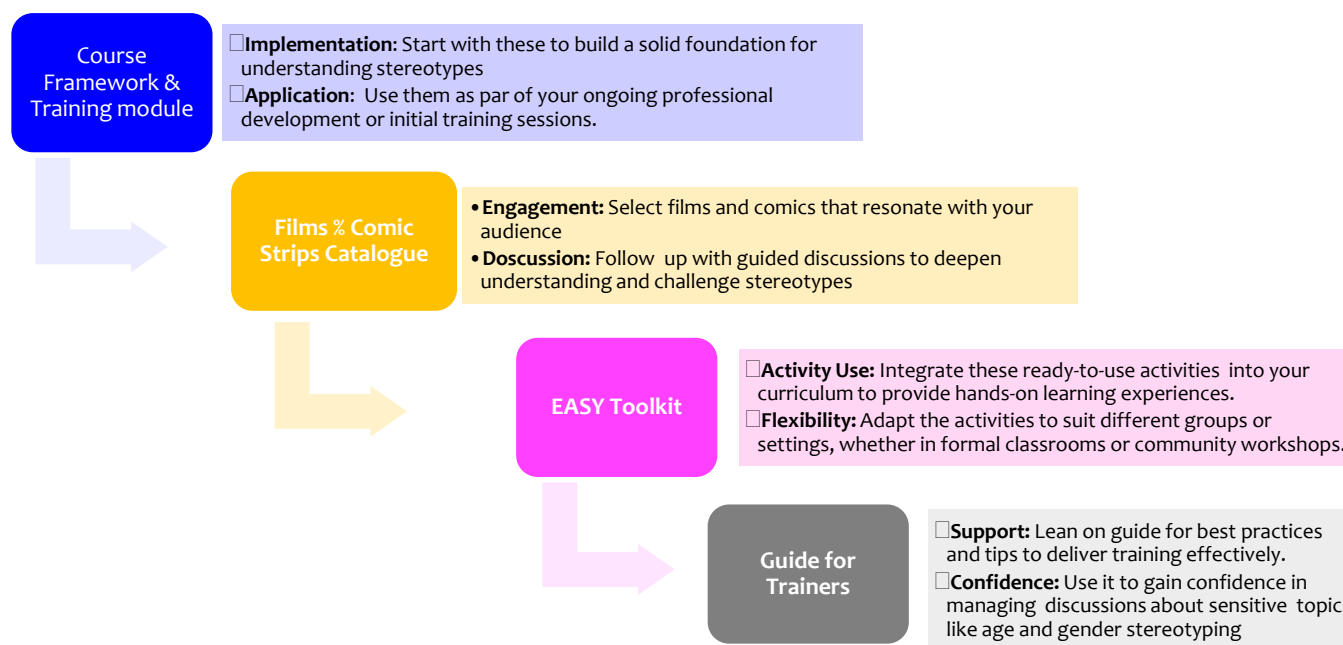 Course
Framework &
Training module
□Implementation: Start with these to build a solid foundation for
understanding stereotypes
□Application: Use them as par of your ongoing professional
development or initial training sessions.
Films % Comic
Strips Catalogue
•Engagement: Select films and comics that resonate with your
audience
•Doscussion: Follow up with guided discussions to deepen
understanding and challenge stereotypes
EASY Toolkit
□Activity Use: Integrate these ready-to-use activities into your
curriculum to provide hands-on learning experiences.
□Flexibility: Adapt the activities to suit different groups or
settings, whether in formal classrooms or community workshops.
Guide for
Trainers
□Support: Lean on guide for best practices
and tips to deliver training effectively.
□Confidence: Use it to gain confidence in
managing discussions about sensitive topic
like age and gender stereotyping